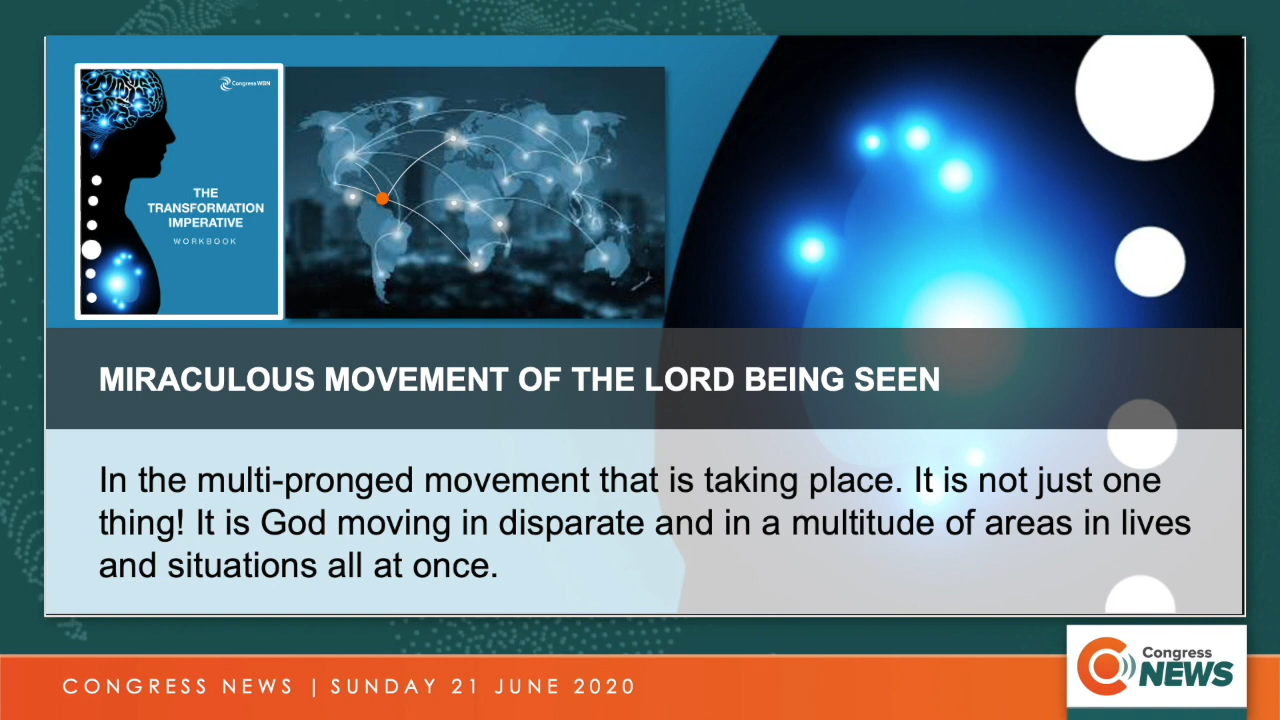 Congress WBN
THE
TRANSFORMATION
IMPERATIVE
WORKBOOK
MIRACULOUS MOVEMENT OF THE LORD BEING SEEN
In the multi-pronged movement that is taking place. It is not just one
thing! It is God moving in disparate and in a multitude of areas in lives
and situations all at once.
CONGRESS NEWS | SUNDAY 21 JUNE 2020
Congress
NEWS